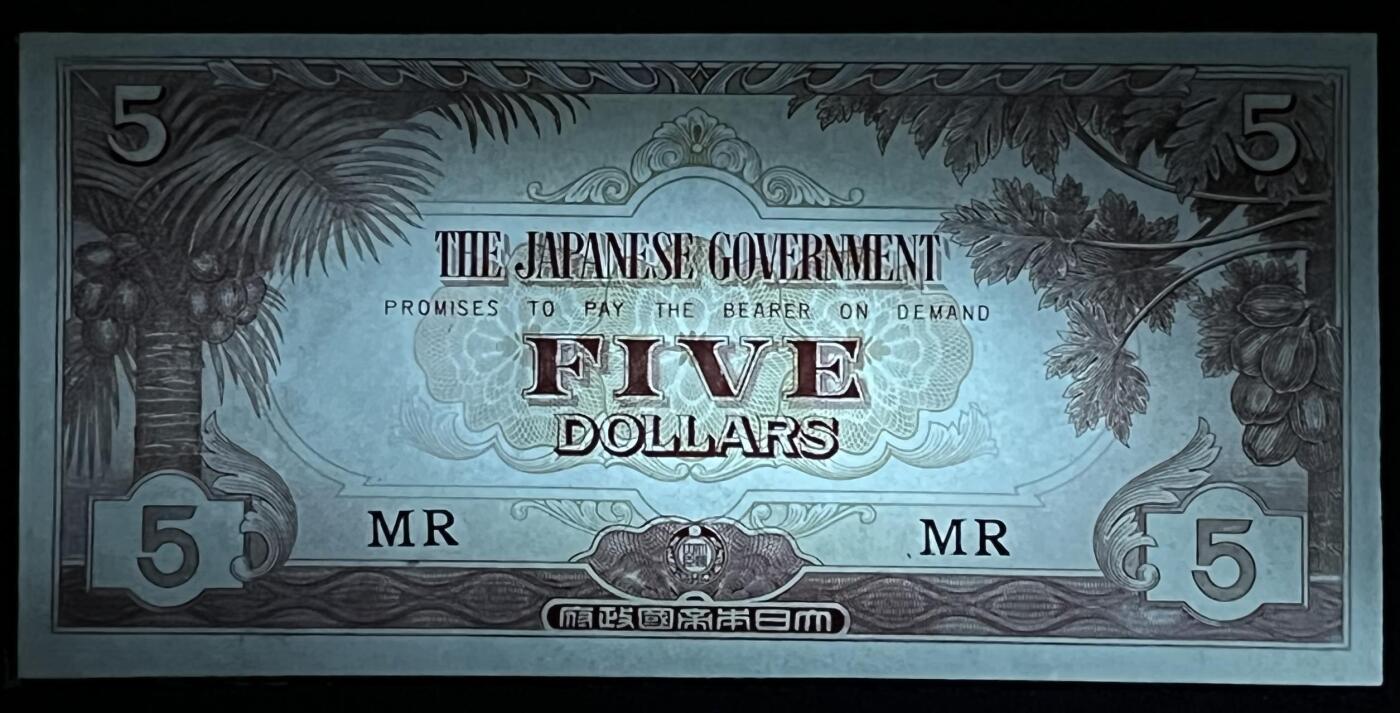 5 5
THE JAPANESE GOVERNMENT
PROMISES TO PAY THE BEARER ON DEMAND
FIVE
DOLLARS
MR MR
5 5
府政國帝本日大